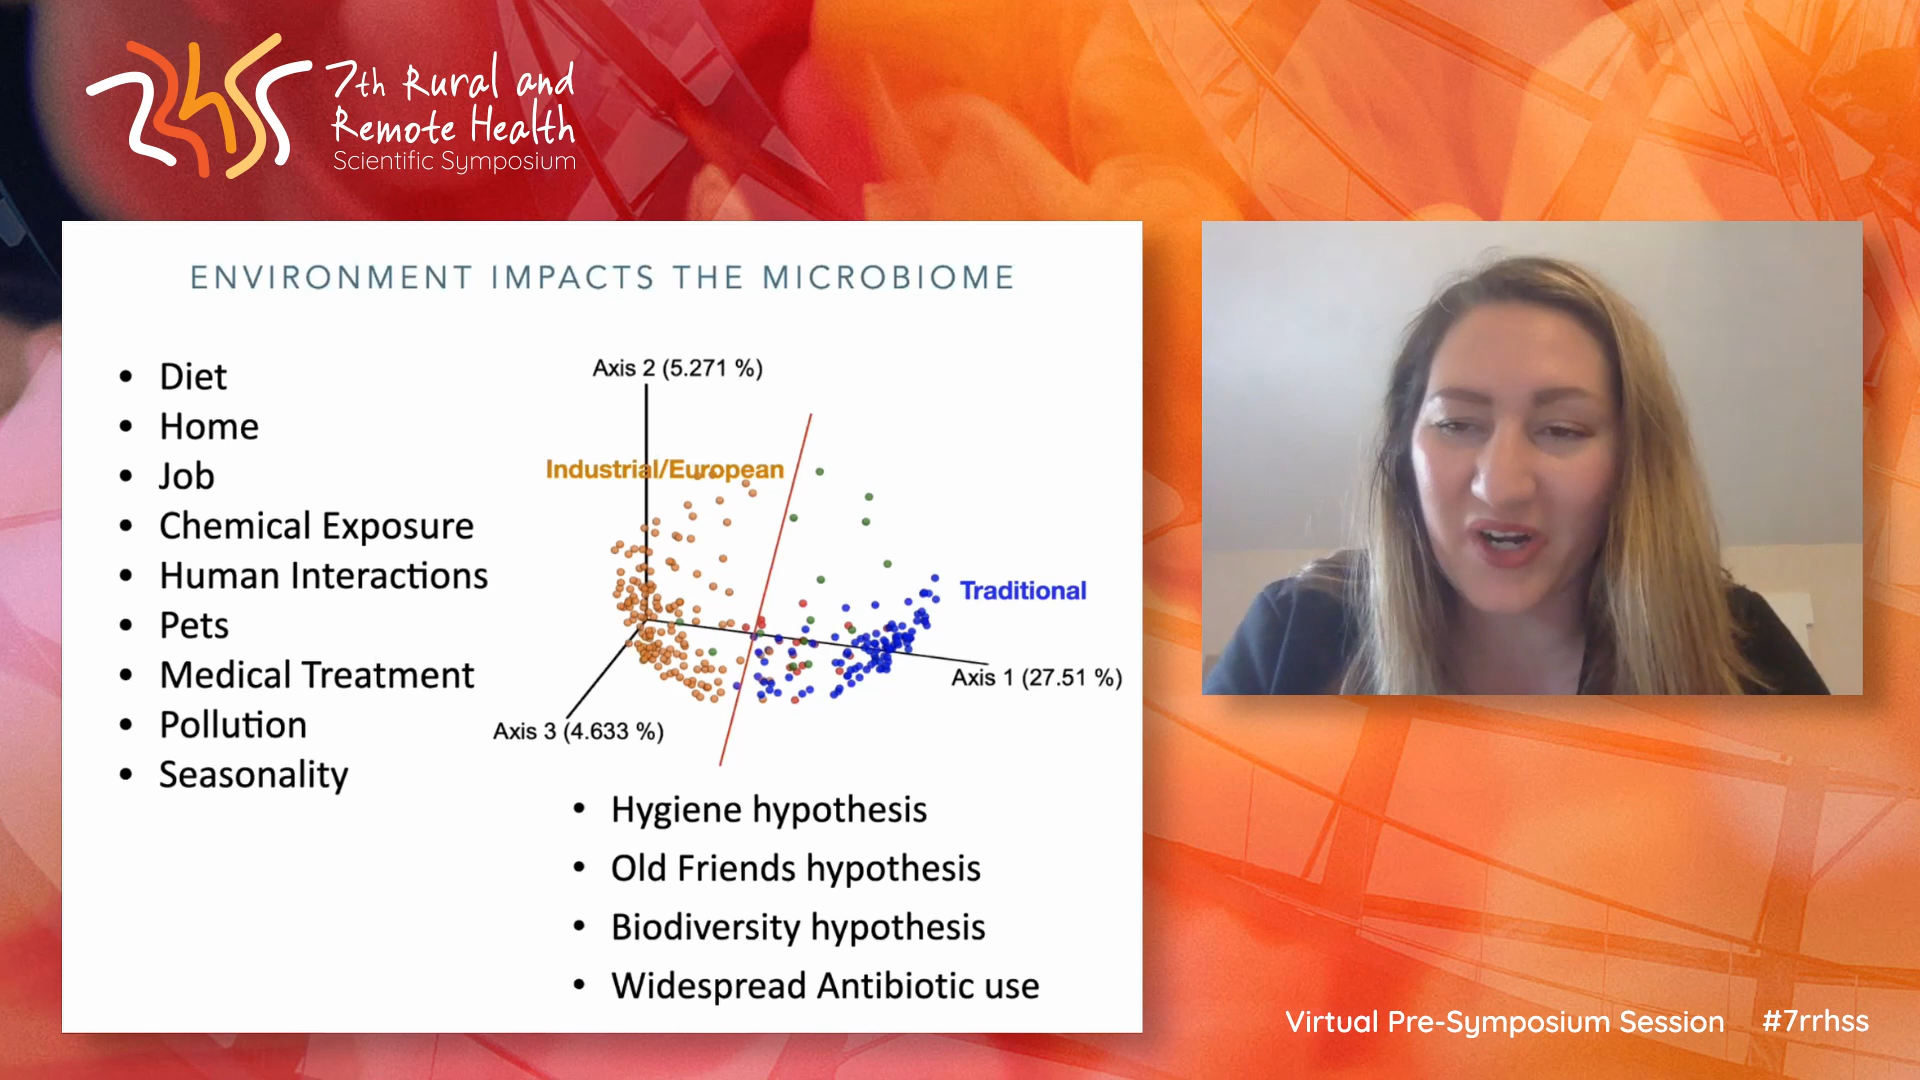 7th Rural and
Remote Health
Scientific Symposium
ENVIRONMENT IMPACTS THE MICROBIOME
• Diet
• Home
• Job
• Chemical Exposure
• Human Interactions
• Pets
• Medical Treatment
• Pollution
• Seasonality
Axis 2 (5.271 %)
Industrial/European
Traditional
Axis 1 (27.51 %)
Axis 3 (4.633 %)
• Hygiene hypothesis
• Old Friends hypothesis
• Biodiversity hypothesis
• Widespread Antibiotic use
Virtual Pre-Symposium Session #7rrhss